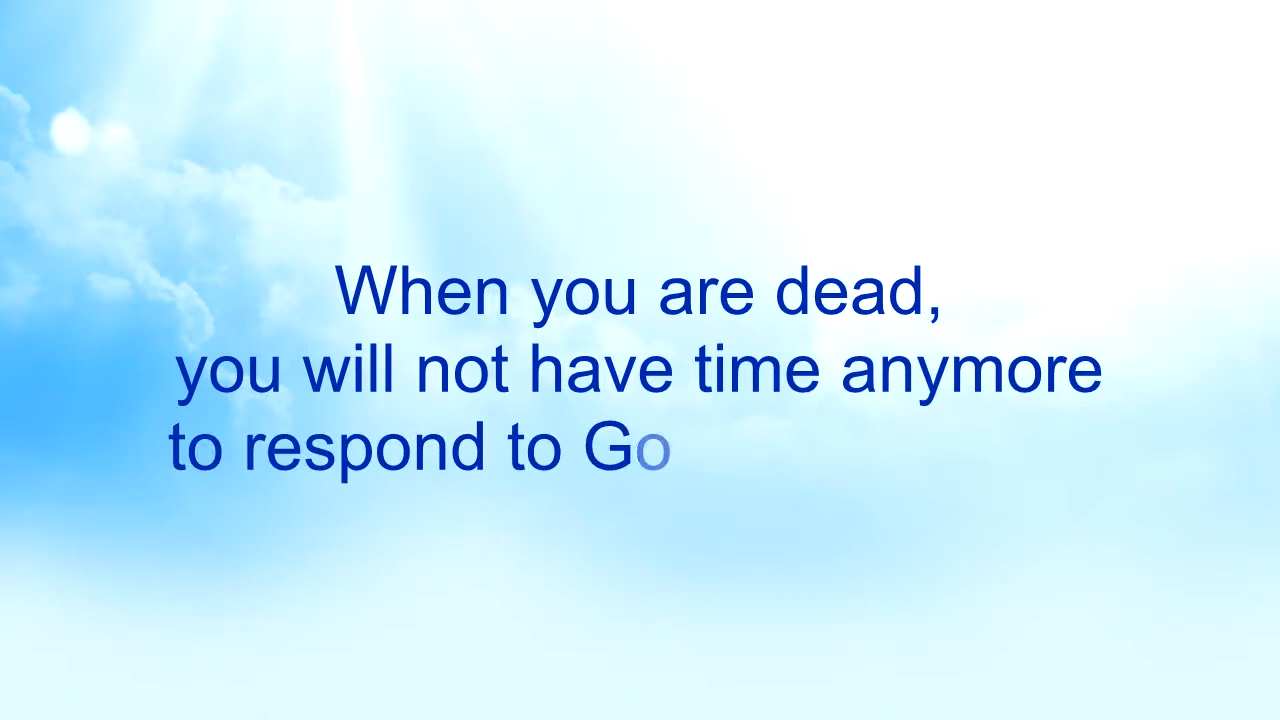 When you are dead,
you will not have time anymore
to respond to Go